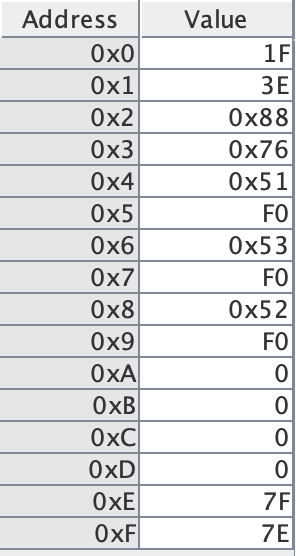 Address Value
0x0 1F
0x1 3E
0x2 0x88
0x3 0x76
0x4 0x51
0x5 F0
0x6 0x53
0x7 F0
0x8 0x52
0x9 F0
0xA 0
0xB 0
0xC 0
0xD 0
0xE 7F
0xF 7E